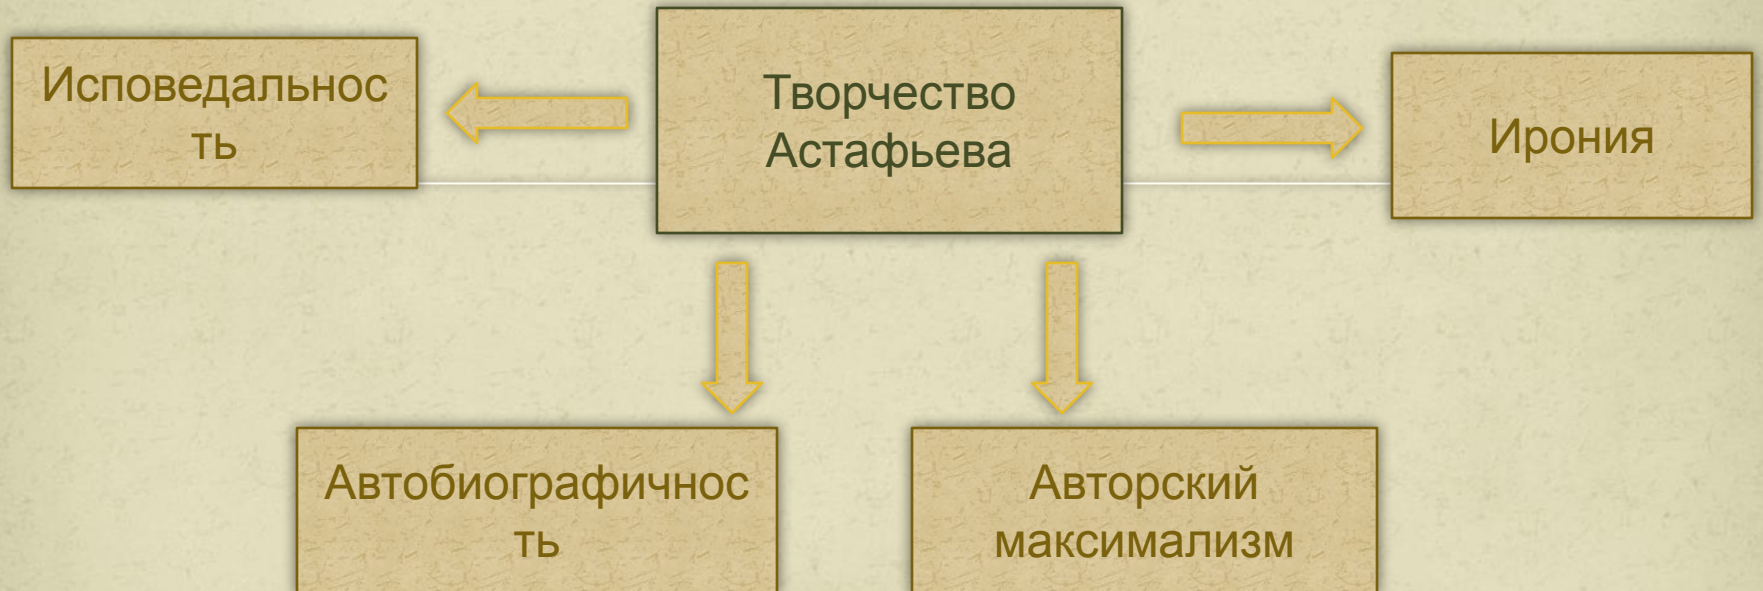 Исповедальнос
ть
Творчество
Астафьева
Ирония
Автобиографичнос
ть
Авторский
максимализм